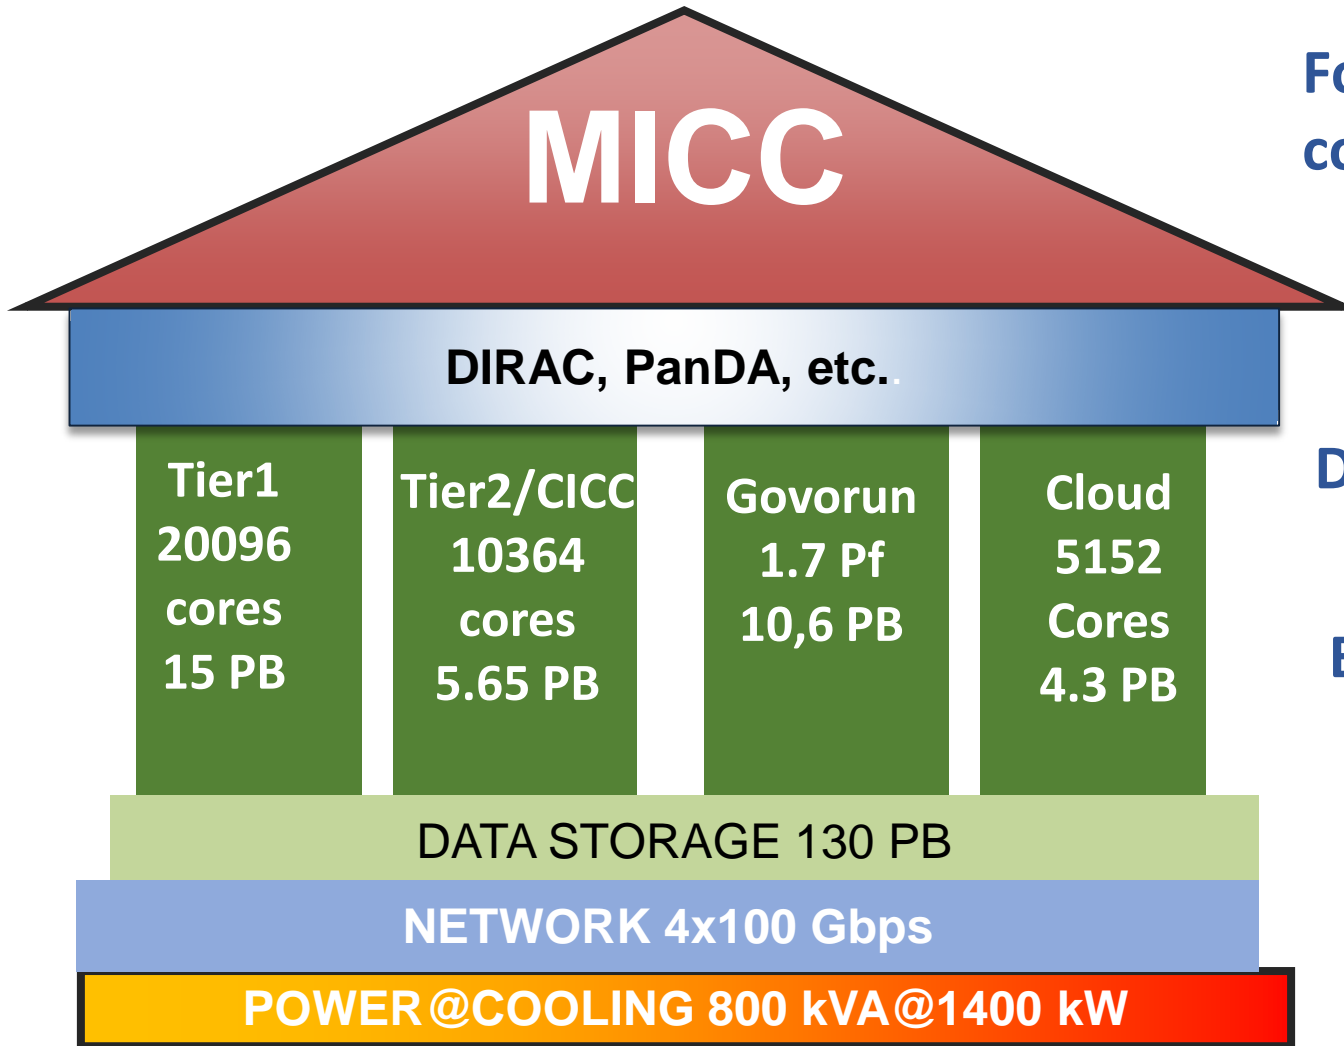 MICC
DIRAC, PanDA, etc..
Tier1
20096
cores
15 PB
Tier2/CICC
10364
cores
5.65 PB
Govorun
1.7 Pf
10,6 PB
Cloud
5152
Cores
4.3 PB
DATA STORAGE 130 PB
NETWORK 4x100 Gbps
POWER@COOLING 800 kVA@1400 kW